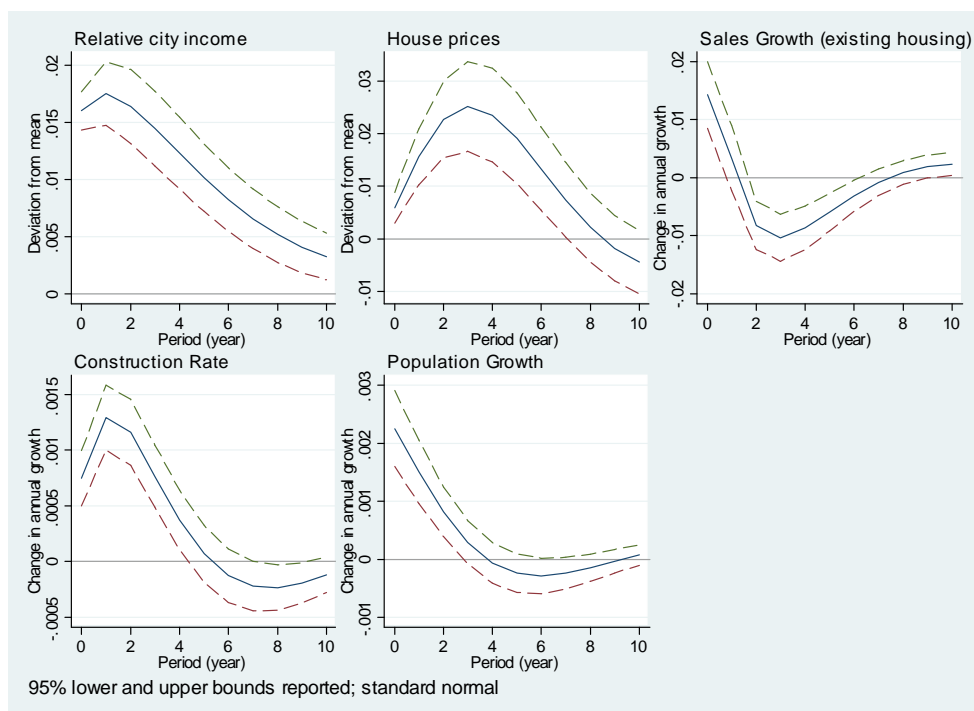 Relative city income
Deviation from mean
0 .005 .01 .015 .02
0 2 4 6 8 10
Period (year)
House prices
Deviation from mean
-.01 0 .01 .02 .03
0 2 4 6 8 10
Period (year)
Sales Growth (existing housing)
Change in annual growth
-.02 -.01 0 .01 .02
0 2 4 6 8 10
Period (year)
Construction Rate
Change in annual growth
-.0005 0 .0005 .001 .0015
0 2 4 6 8 10
Period (year)
Population Growth
Change in annual growth
-.001 0 .001 .002 .003
0 2 4 6 8 10
Period (year)
95% lower and upper bounds reported; standard normal